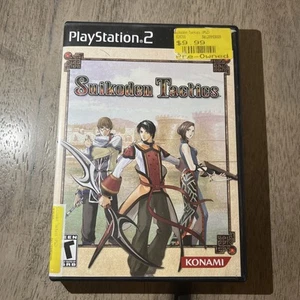 PlayStation 2
$9.99
Pre-Owned
Suikoden Tactics
T
KONAMI